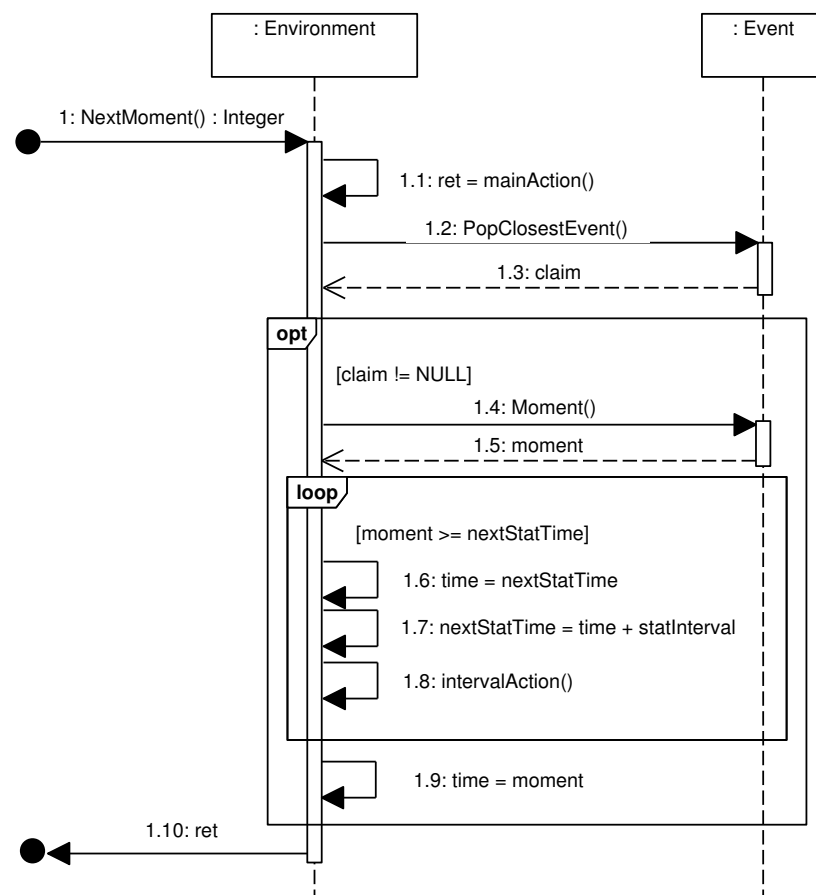 : Environment
: Event
1: NextMoment() : Integer
1.1: ret = mainAction()
1.2: PopClosestEvent()
1.3: claim
opt
[claim != NULL]
1.4: Moment()
1.5: moment
loop
[moment >= nextStatTime]
1.6: time = nextStatTime
1.7: nextStatTime = time + statInterval
1.8: intervalAction()
1.9: time = moment
1.10: ret